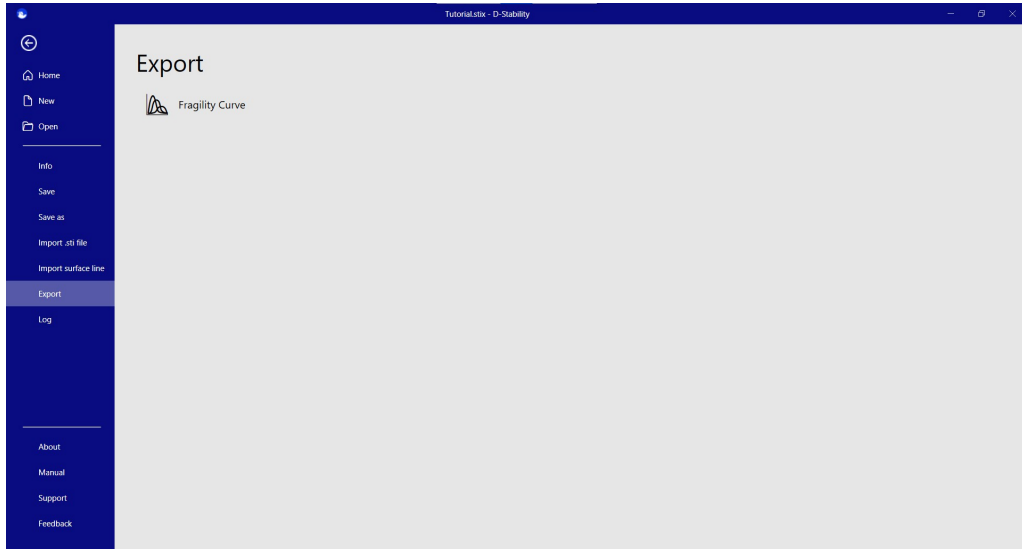 Tutorial.stix - D-Stability
Home
New
Open
Info
Save
Save as
Import .sti file
Import surface line
Export
Log
About
Manual
Support
Feedback
Export
Fragility Curve